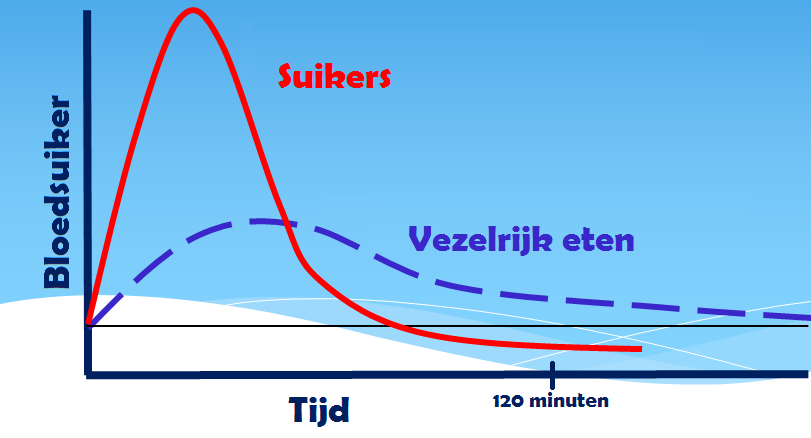 Suikers
Bloedsuiker
Vezelrijk eten
120 minuten
Tijd